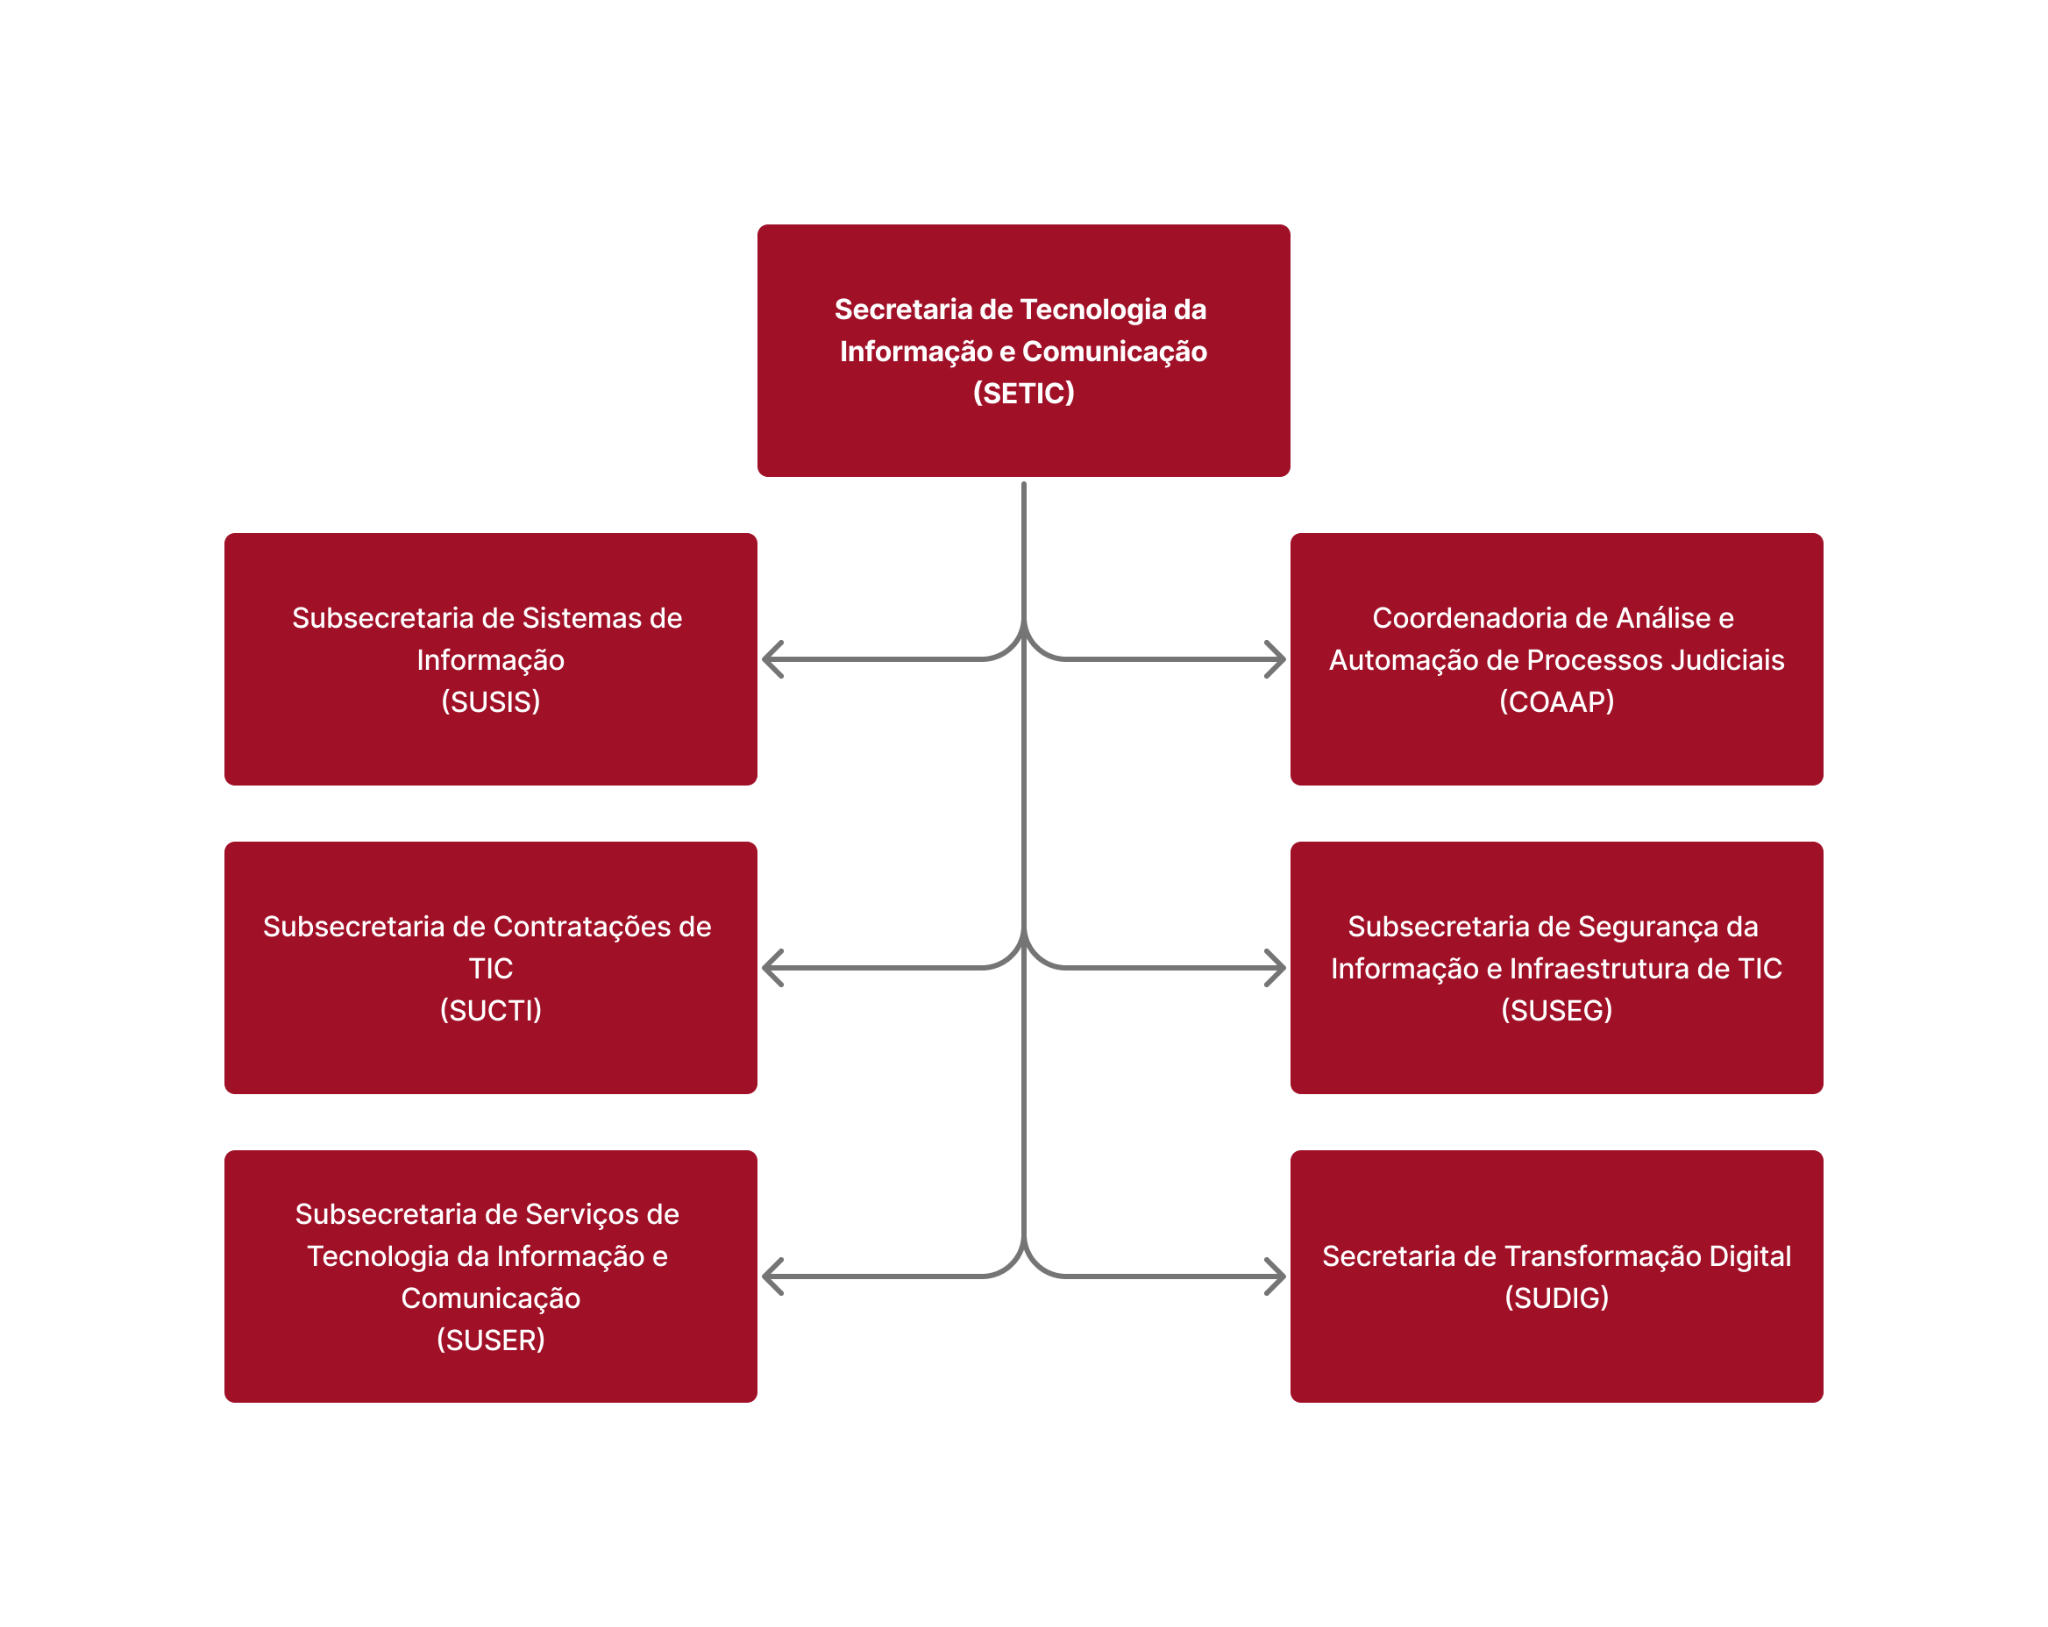 Secretaria de Tecnologia da
Informação e Comunicação
(SETIC)
Subsecretaria de Sistemas de
Informação
(SUSIS)
Coordenadoria de Análise e
Automação de Processos Judiciais
(COAAP)
Subsecretaria de Contratações de
TIC
(SUCTI)
Subsecretaria de Segurança da
Informação e Infraestrutura de TIC
(SUSEG)
Subsecretaria de Serviços de
Tecnologia da Informação e
Comunicação
(SUSER)
Secretaria de Transformação Digital
(SUDIG)